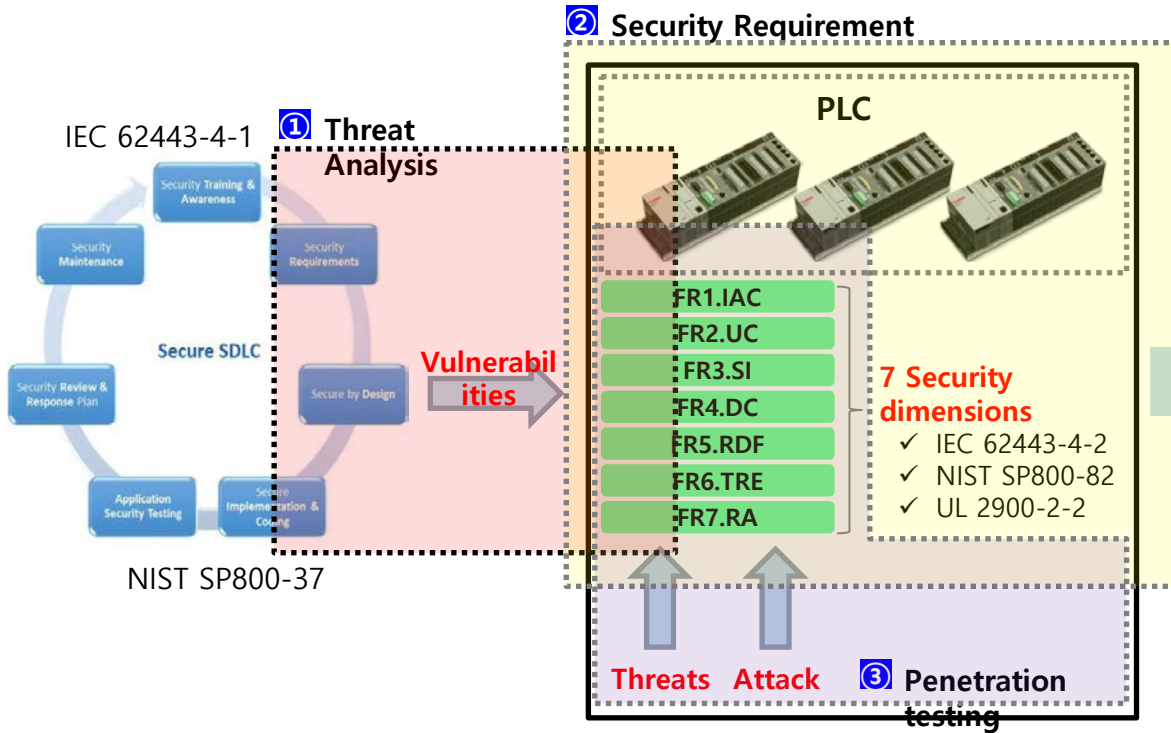 ② Security Requirement
PLC
① Threat
Analysis
IEC 62443-4-1
Security Training &
Awareness
Security
Requirements
Secure by Design
Secure
Implementation &
Coding
Application
Security Testing
Security Review &
Response Plan
Security
Maintenance
Secure SDLC
NIST SP800-37
Vulnerabil
ities
FR1.IAC
FR2.UC
FR3.SI
FR4.DC
FR5.RDF
FR6.TRE
FR7.RA
7 Security
dimensions
✓ IEC 62443-4-2
✓ NIST SP800-82
✓ UL 2900-2-2
Threats
Attack
③ Penetration
testing